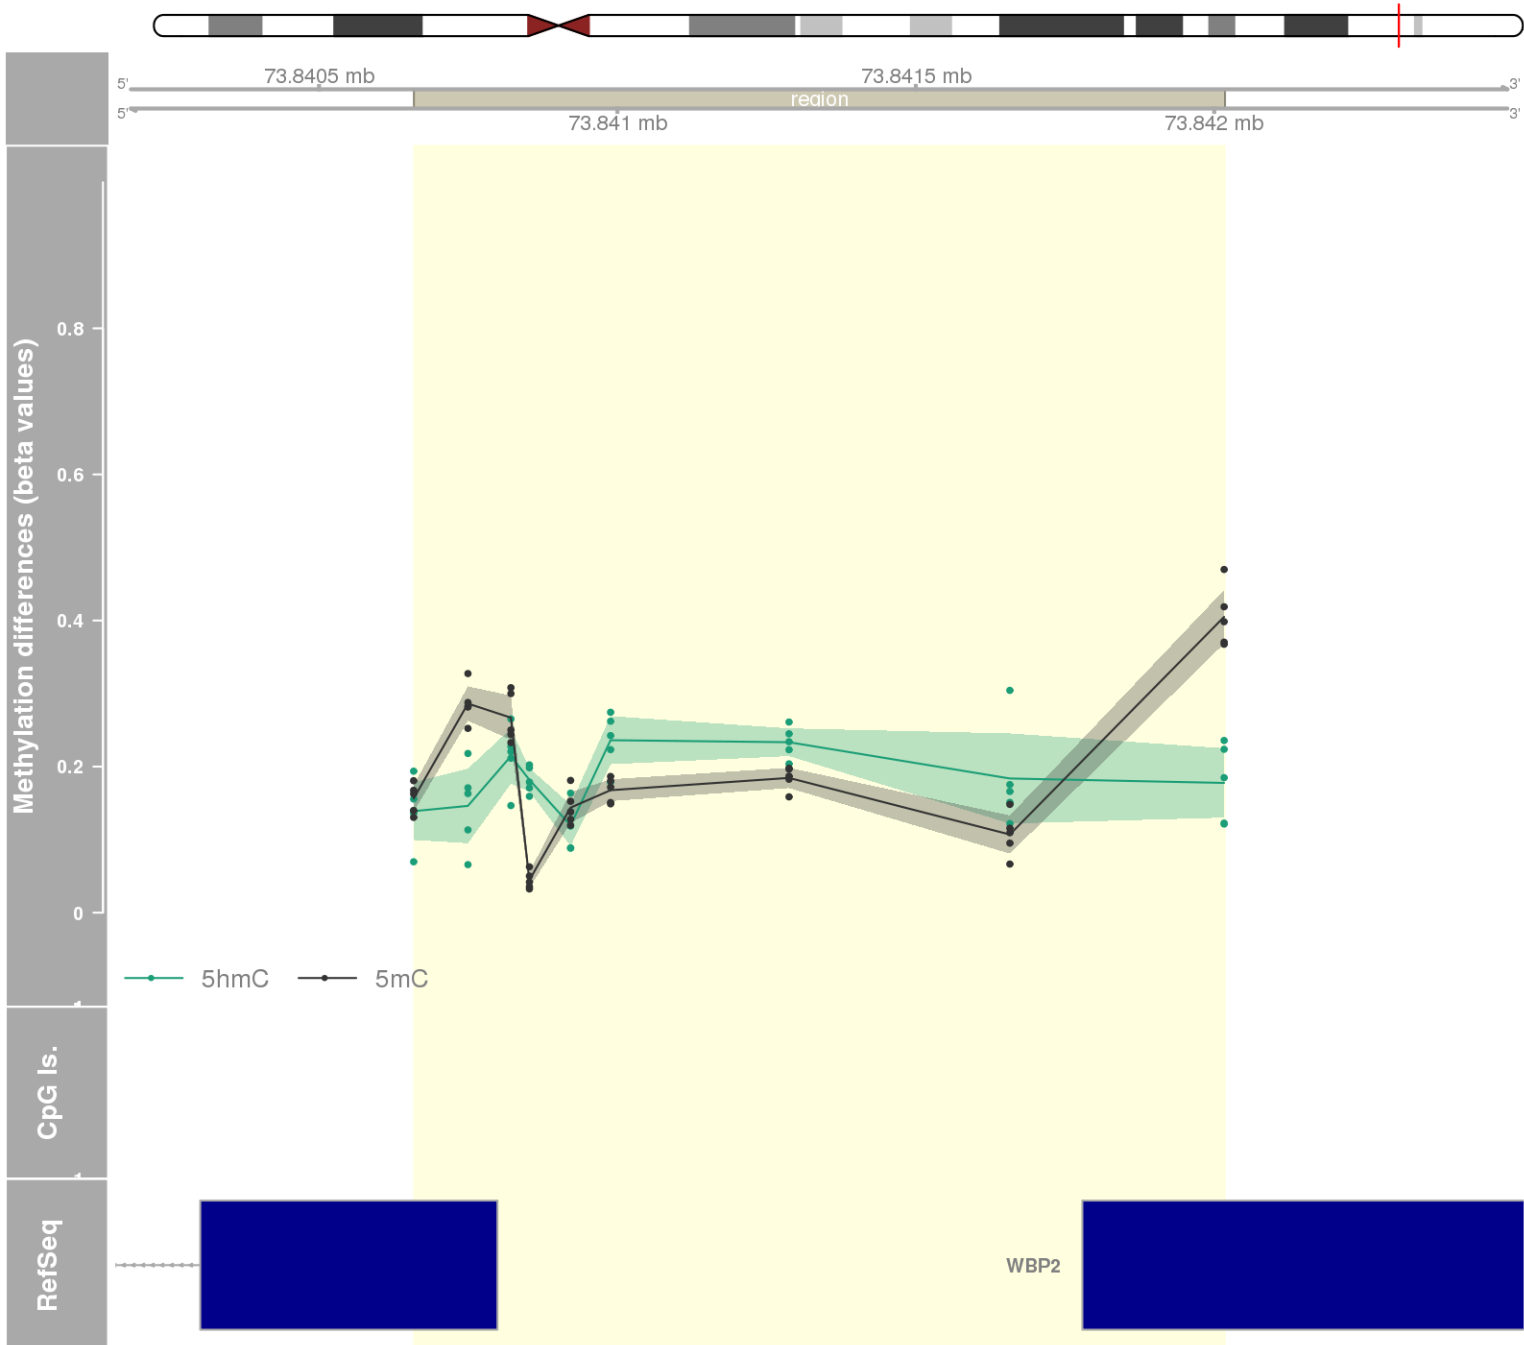 73.8405 mb
73.8415 mb
5'
3'
region
5'
3'
73.841 mb
73.842 mb
Methylation differences (beta values)
0.8
0.6
0.4
0.2
0
5hmC
5mC
CpG Is.
RefSeq
WBP2